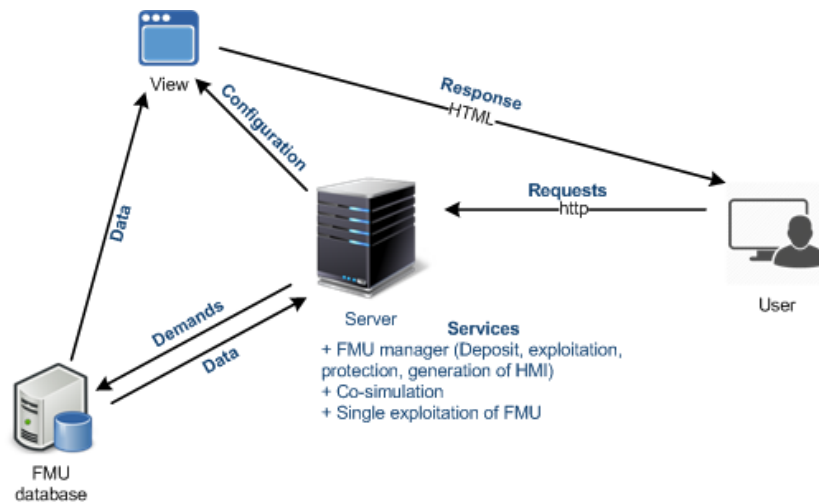 View
Response
HTML
Configuration
Requests
http
Data
User
Demands
Data
Server
Services
+ FMU manager (Deposit, exploitation,
protection, generation of HMI)
+ Co-simulation
+ Single exploitation of FMU
FMU
database